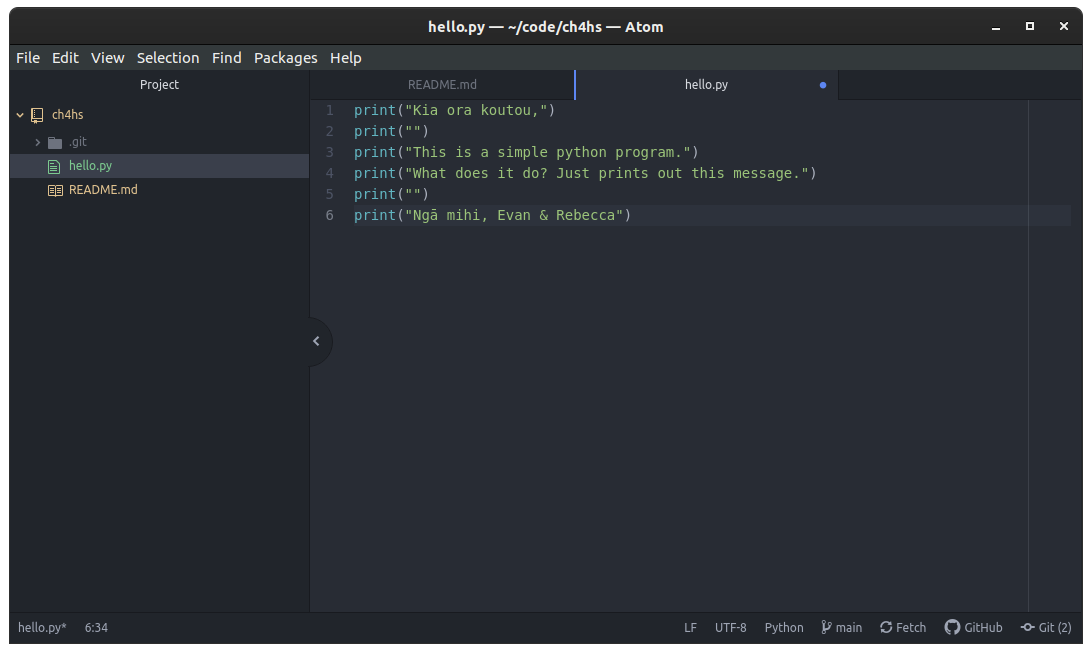 hello.py — ~/code/ch4hs — Atom
File Edit View Selection Find Packages Help
Project
README.md
hello.py
ch4hs
.git
hello.py
README.md
1 print("Kia ora koutou,")
2 print("")
3 print("This is a simple python program.")
4 print("What does it do? Just prints out this message.")
5 print("")
6 print("Ngā mihi, Evan & Rebecca")
hello.py* 6:34 LF UTF-8 Python main Fetch GitHub Git (2)